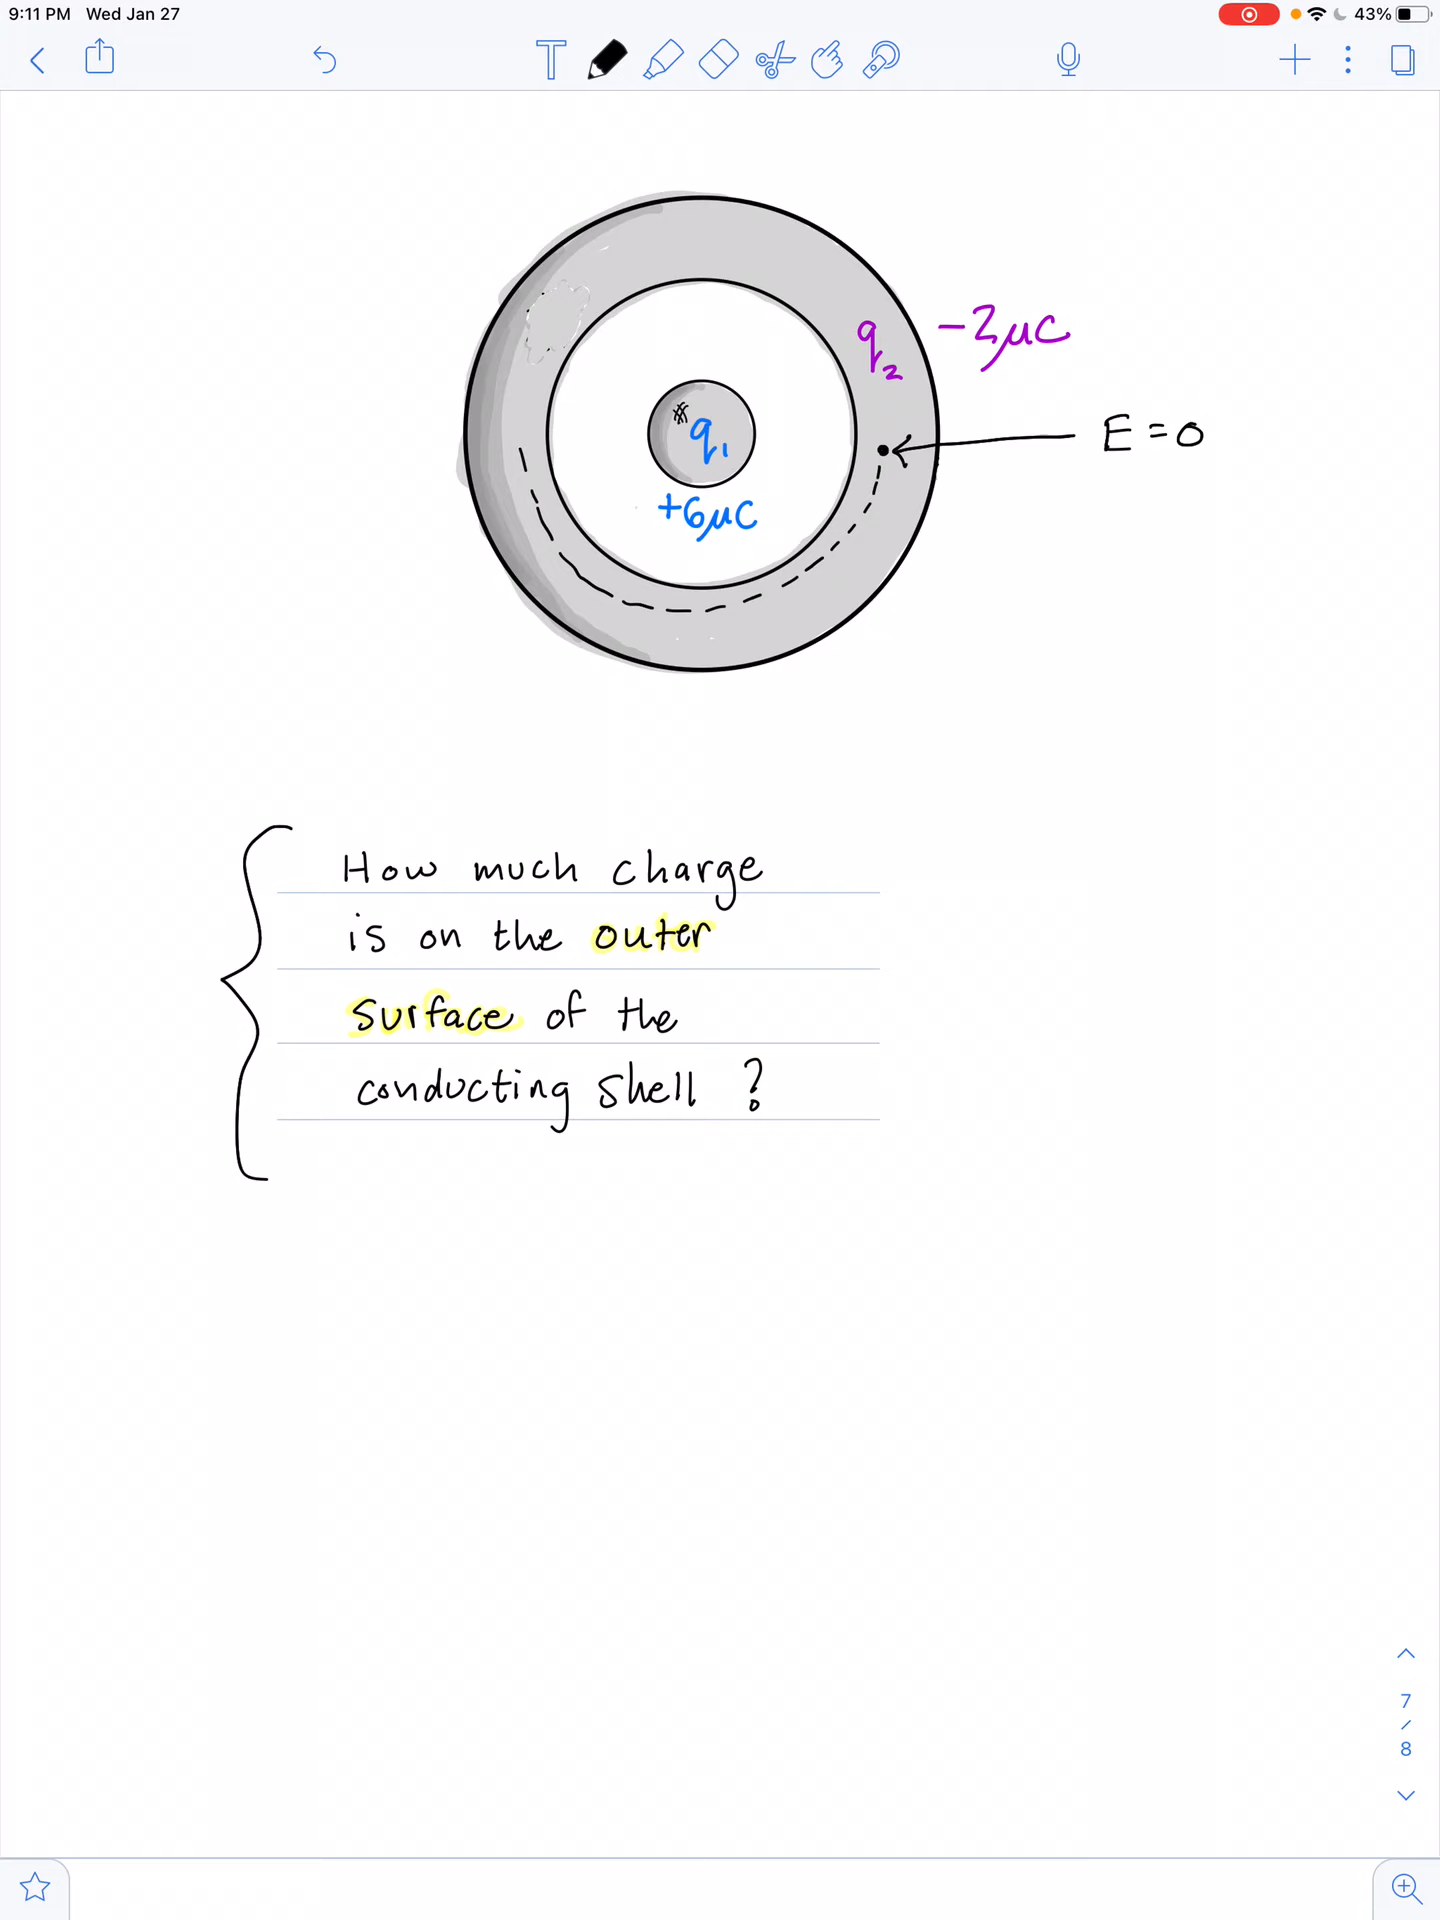 9:11 PM Wed Jan 27
43%
T
q₂
-3μC
q₁
+6μC
E=0
How much charge
is on the outer
surface of the
conducting shell ?
7
/
8